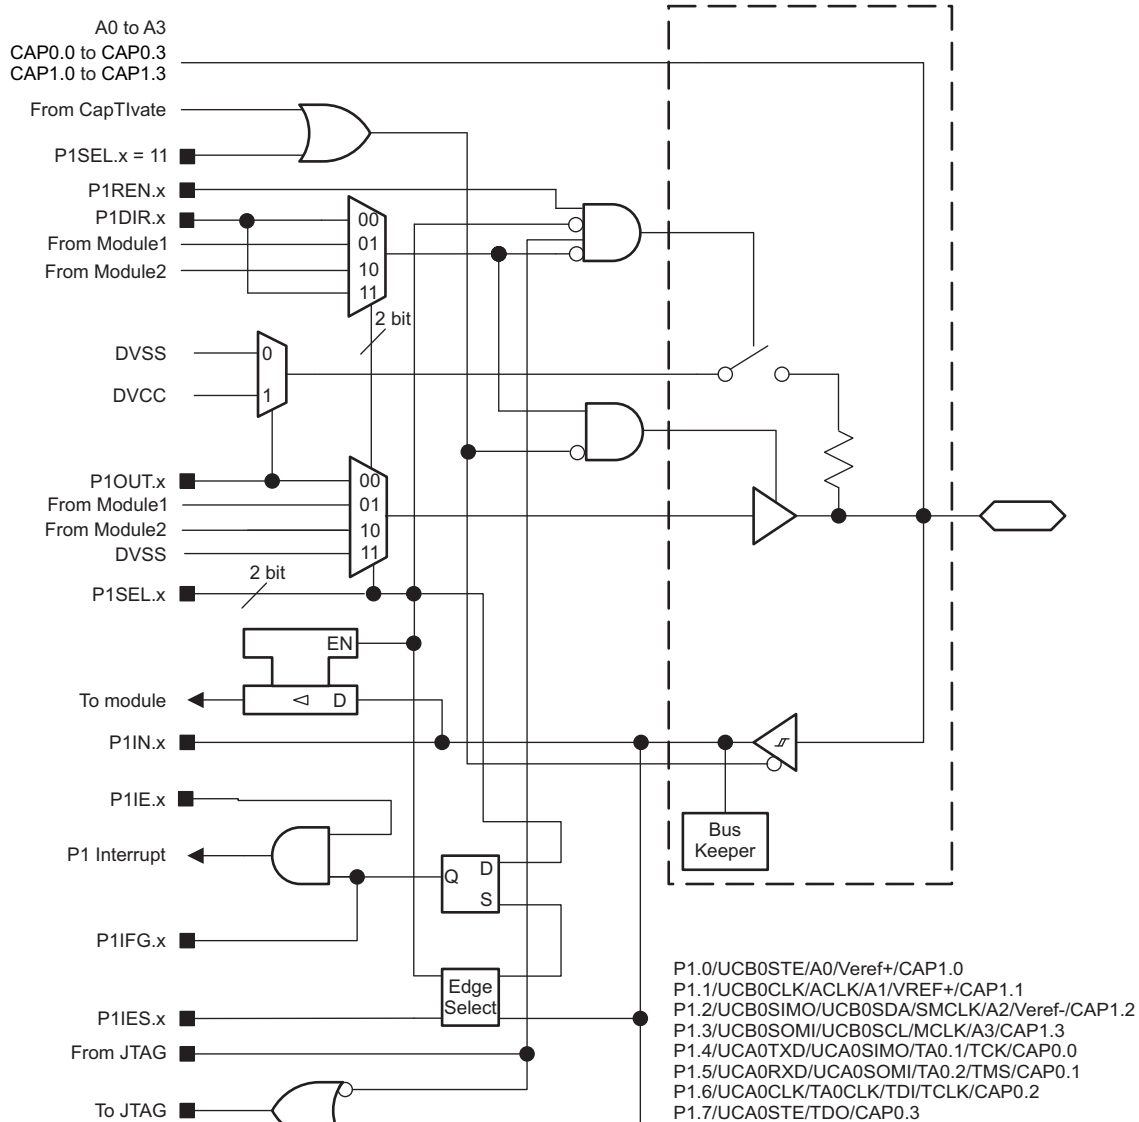 A0 to A3
CAP0.0 to CAP0.3
CAP1.0 to CAP1.3
From CapTIvate
P1SEL.x = 11
P1REN.x
P1DIR.x
From Module1
From Module2
00
01
10
11
2 bit
DVSS
DVCC
0
1
P1OUT.x
From Module1
From Module2
DVSS
00
01
10
11
P1SEL.x
2 bit
EN
D
To module
P1IN.x
Bus
Keeper
P1IE.x
P1 Interrupt
Q
D
S
P1IFG.x
Edge
Select
P1IES.x
From JTAG
To JTAG
P1.0/UCB0STE/A0/Veref+/CAP1.0
P1.1/UCB0CLK/ACLK/A1/VREF+/CAP1.1
P1.2/UCB0SIMO/UCB0SDA/SMCLK/A2/Veref-/CAP1.2
P1.3/UCB0SOMI/UCB0SCL/MCLK/A3/CAP1.3
P1.4/UCA0TXD/UCA0SIMO/TA0.1/TCK/CAP0.0
P1.5/UCA0RXD/UCA0SOMI/TA0.2/TMS/CAP0.1
P1.6/UCA0CLK/TA0CLK/TDI/TCLK/CAP0.2
P1.7/UCA0STE/TDO/CAP0.3